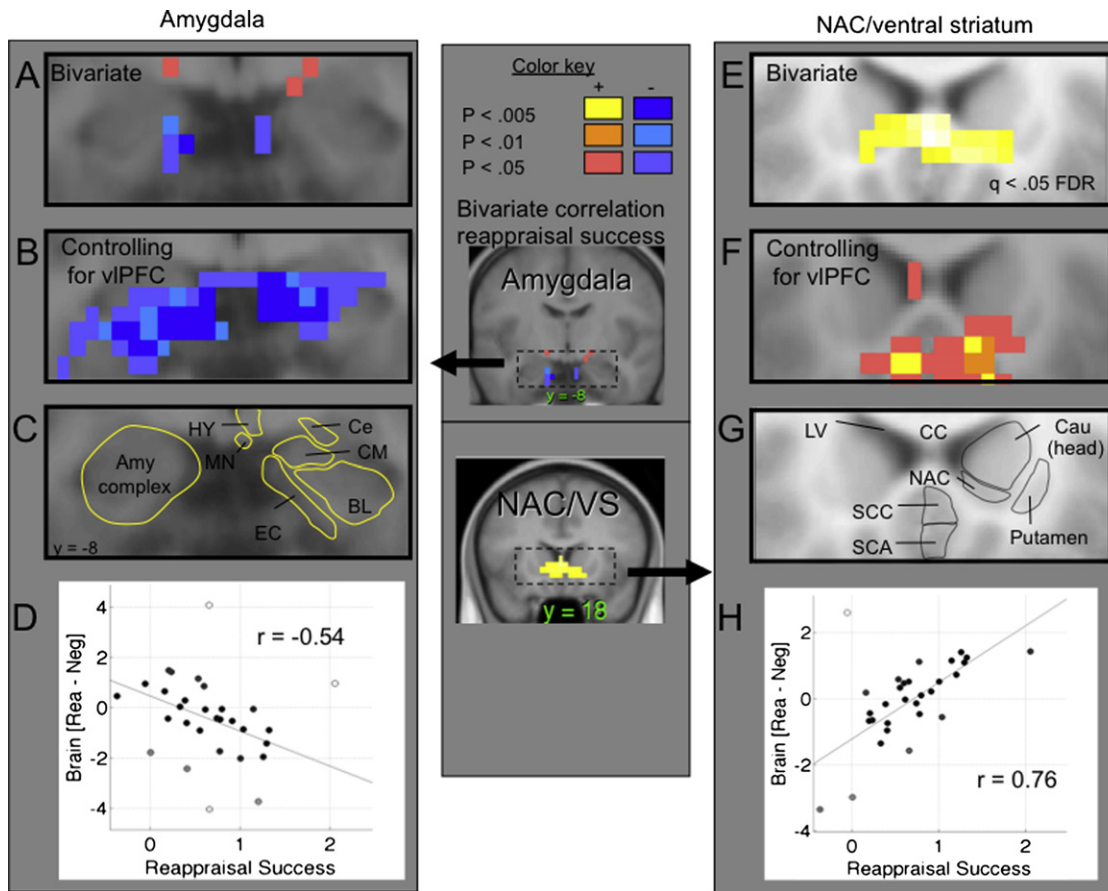 Amygdala
A
Bivariate
B
Controlling
for vlPFC
C
HY
MN
Ce
CM
Amy
complex
EC
BL
y = -8
D
r = -0.54
4
2
0
-2
-4
Brain [Rea - Neg]
0
1
2
Reappraisal Success
Color key
+
-
P < .005
P < .01
P < .05
Bivariate correlation
reappraisal success
Amygdala
y = -8
NAC/VS
y = 18
NAC/ventral striatum
E
Bivariate
q < .05 FDR
F
Controlling
for vlPFC
G
LV
CC
Cau
(head)
NAC
SCC
SCA
Putamen
H
r = 0.76
2
0
-2
-4
Brain [Rea - Neg]
0
1
2
Reappraisal Success